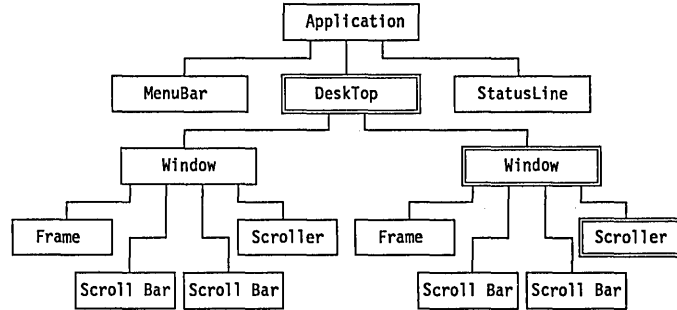 Application
MenuBar
DeskTop
StatusLine
Window
Window
Frame
Scroller
Frame
Scroller
Scroll Bar
Scroll Bar
Scroll Bar
Scroll Bar